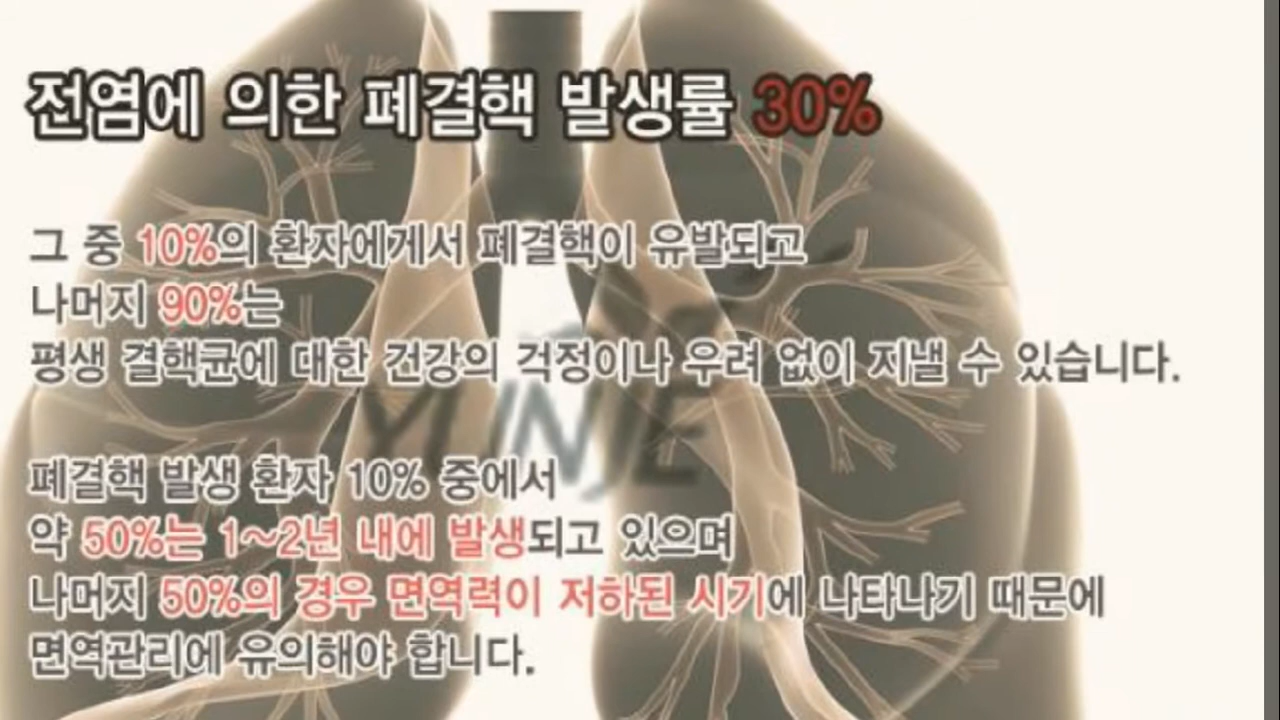 전염에 의한 폐결핵 발생률 30%
그 중 10%의 환자에게서 폐결핵이 유발되고
나머지 90%는
평생 결핵균에 대한 건강의 걱정이나 우려 없이 지낼 수 있습니다.
YUNJE
폐결핵 발생 환자 10% 중에서
약 50%는 1~2년 내에 발생되고 있으며
나머지 50%의 경우 면역력이 저하된 시기에 나타나기 때문에
면역관리에 유의해야 합니다.